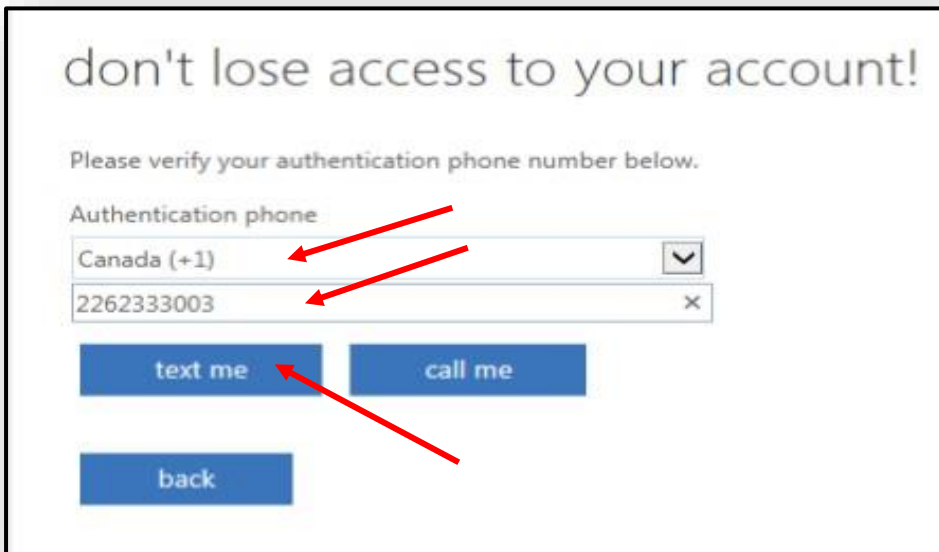 don't lose access to your account!
Please verify your authentication phone number below.
Authentication phone
Canada (+1)
2262333003
text me call me
back